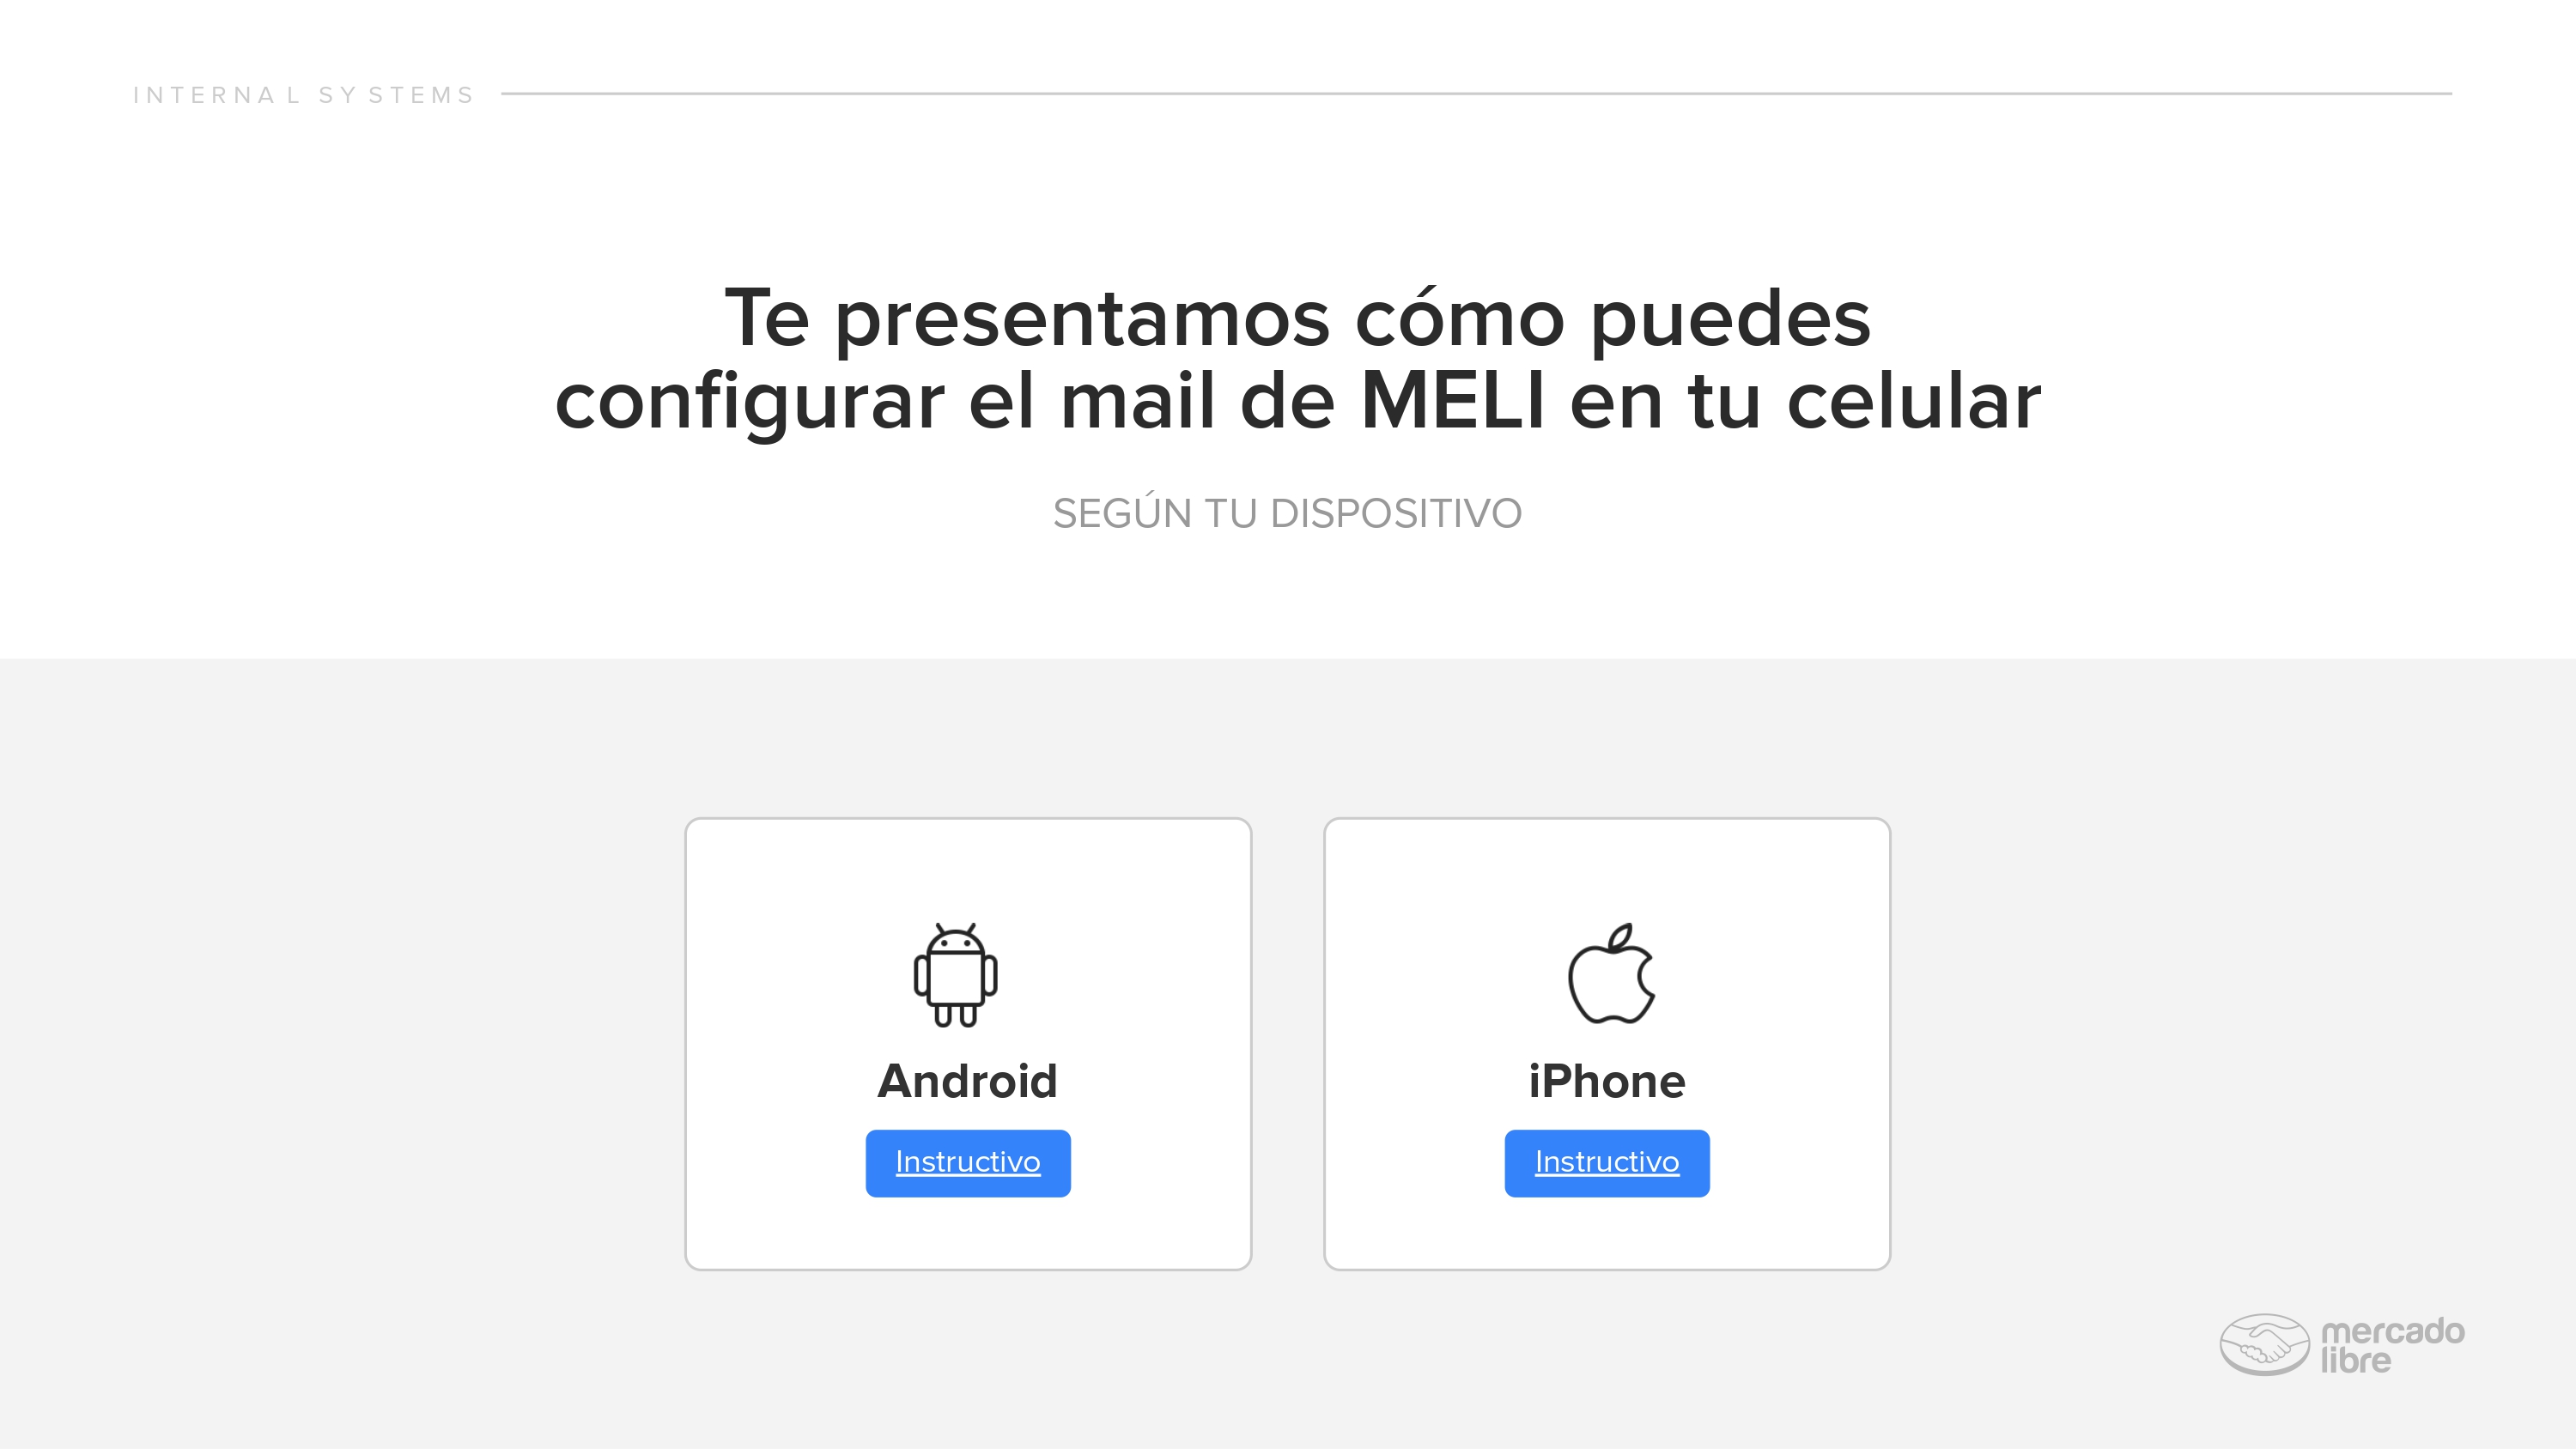 INTERNAL SYSTEMS
Te presentamos cómo puedes
configurar el mail de MELI en tu celular
SEGÚN TU DISPOSITIVO
Android
Instructivo
iPhone
Instructivo
mercado
libre